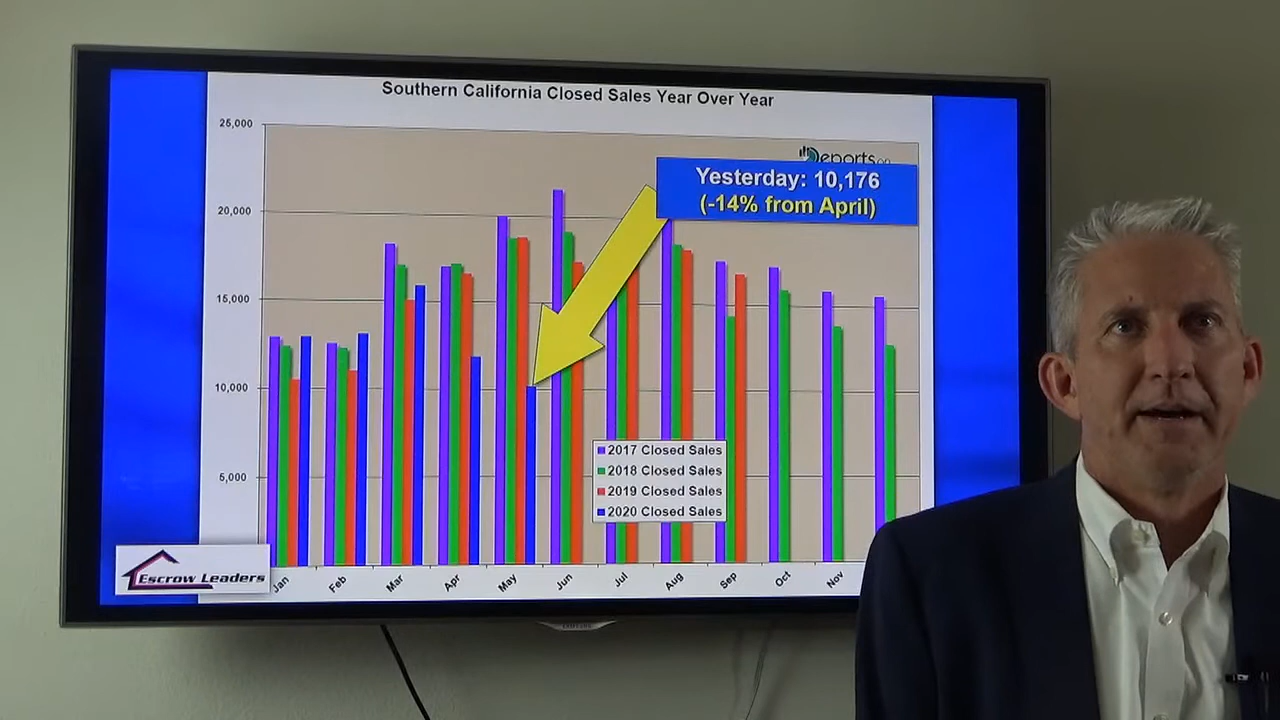 Southern California Closed Sales Year Over Year
25,000
20,000
15,000
10,000
5,000
Yesterday: 10,176
(-14% from April)
2017 Closed Sales
2018 Closed Sales
2019 Closed Sales
2020 Closed Sales
Jan Feb Mar Apr May Jun Jul Aug Sep Oct Nov
Escrow Leaders
SAMSUNG